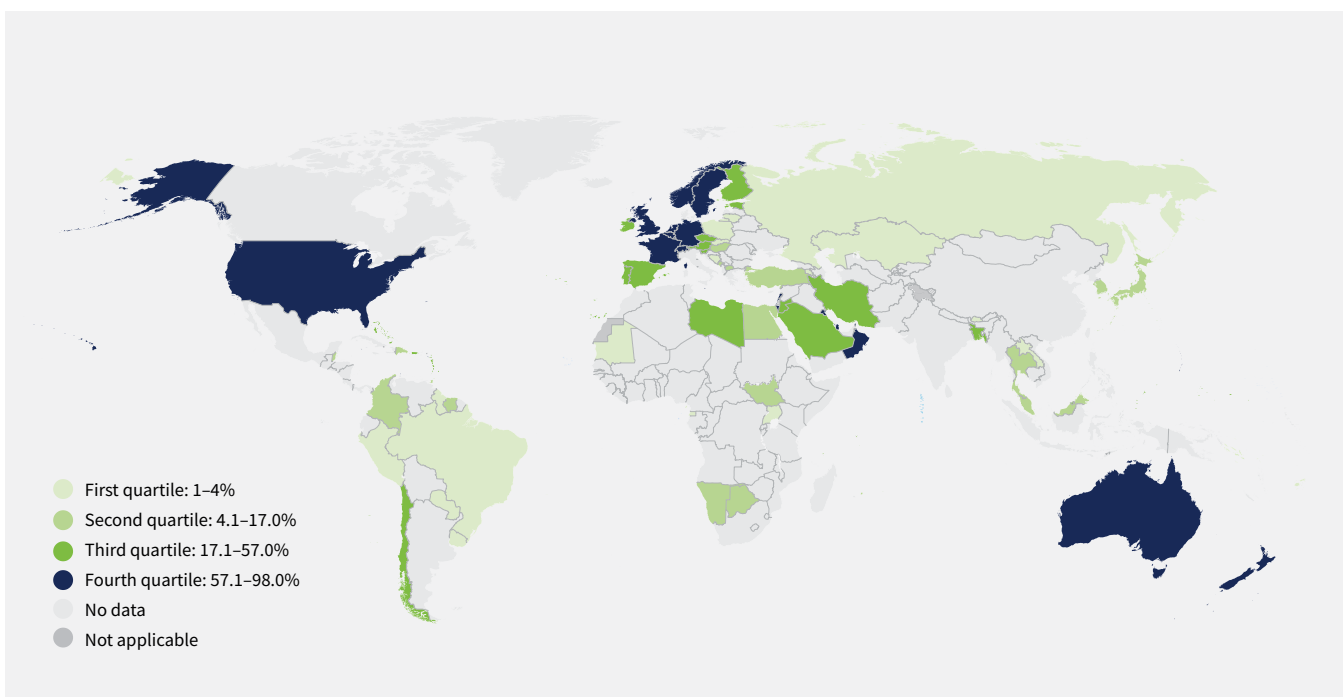 First quartile: 1–4%
Second quartile: 4.1–17.0%
Third quartile: 17.1–57.0%
Fourth quartile: 57.1–98.0%
No data
Not applicable